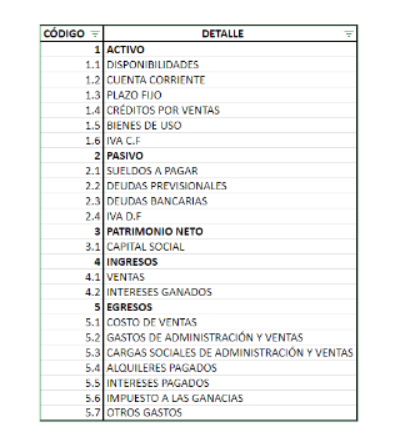 CÓDIGO DETALLE
1 ACTIVO
1.1 DISPONIBILIDADES
1.2 CUENTA CORRIENTE
1.3 PLAZO FIJO
1.4 CRÉDITOS POR VENTAS
1.5 BIENES DE USO
1.6 IVA C.F
2 PASIVO
2.1 SUELDOS A PAGAR
2.2 DEUDAS PREVISIONALES
2.3 DEUDAS BANCARIAS
2.4 IVA D.F
3 PATRIMONIO NETO
3.1 CAPITAL SOCIAL
4 INGRESOS
4.1 VENTAS
4.2 INTERESES GANADOS
5 EGRESOS
5.1 COSTO DE VENTAS
5.2 GASTOS DE ADMINISTRACIÓN Y VENTAS
5.3 CARGAS SOCIALES DE ADMINISTRACIÓN Y VENTAS
5.4 ALQUILERES PAGADOS
5.5 INTERESES PAGADOS
5.6 IMPUESTO A LAS GANACIAS
5.7 OTROS GASTOS